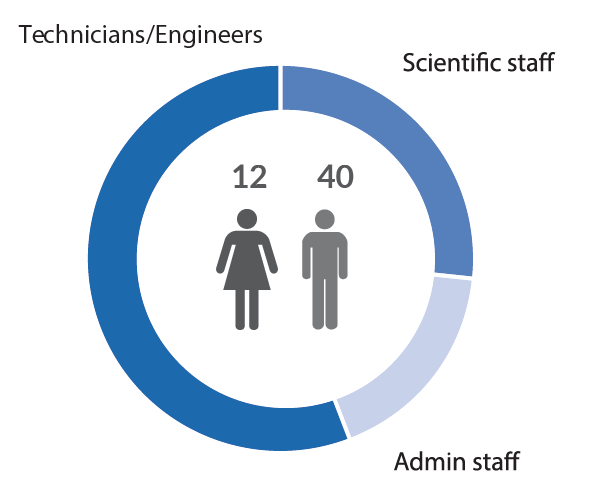 Technicians/Engineers
Scientific staff
12 40
Admin staff